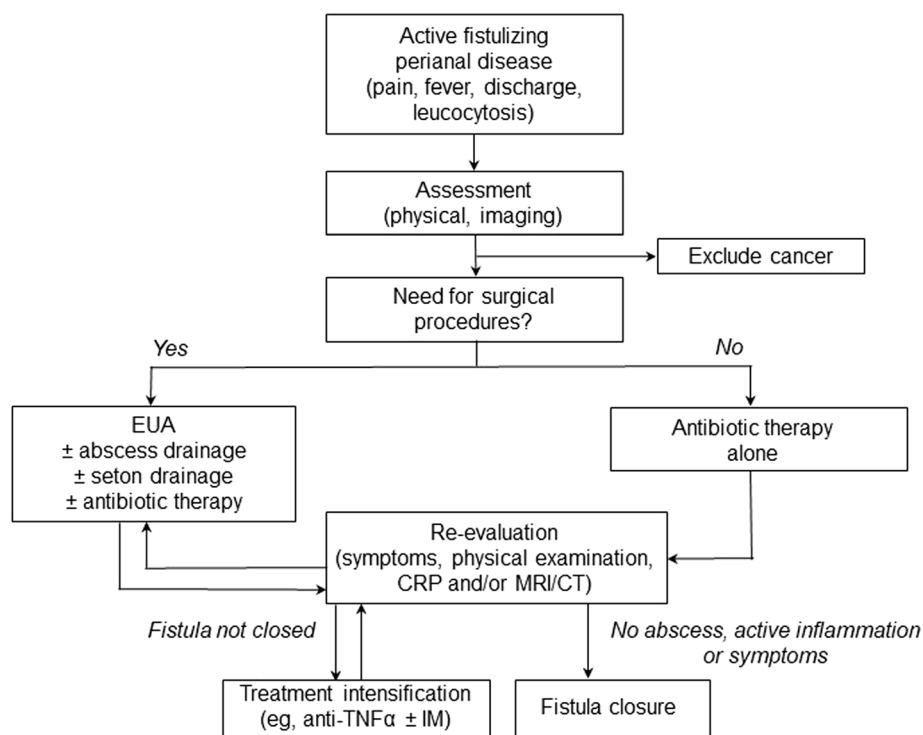 Active fistulizing
perianal disease
(pain, fever, discharge,
leucocytosis)
Assessment
(physical, imaging)
Exclude cancer
Need for surgical
procedures?
Yes
No
EUA
± abscess drainage
± seton drainage
± antibiotic therapy
Antibiotic therapy
alone
Re-evaluation
(symptoms, physical examination,
CRP and/or MRI/CT)
Fistula not closed
No abscess, active inflammation
or symptoms
Treatment intensification
(eg, anti-TNFα ± IM)
Fistula closure